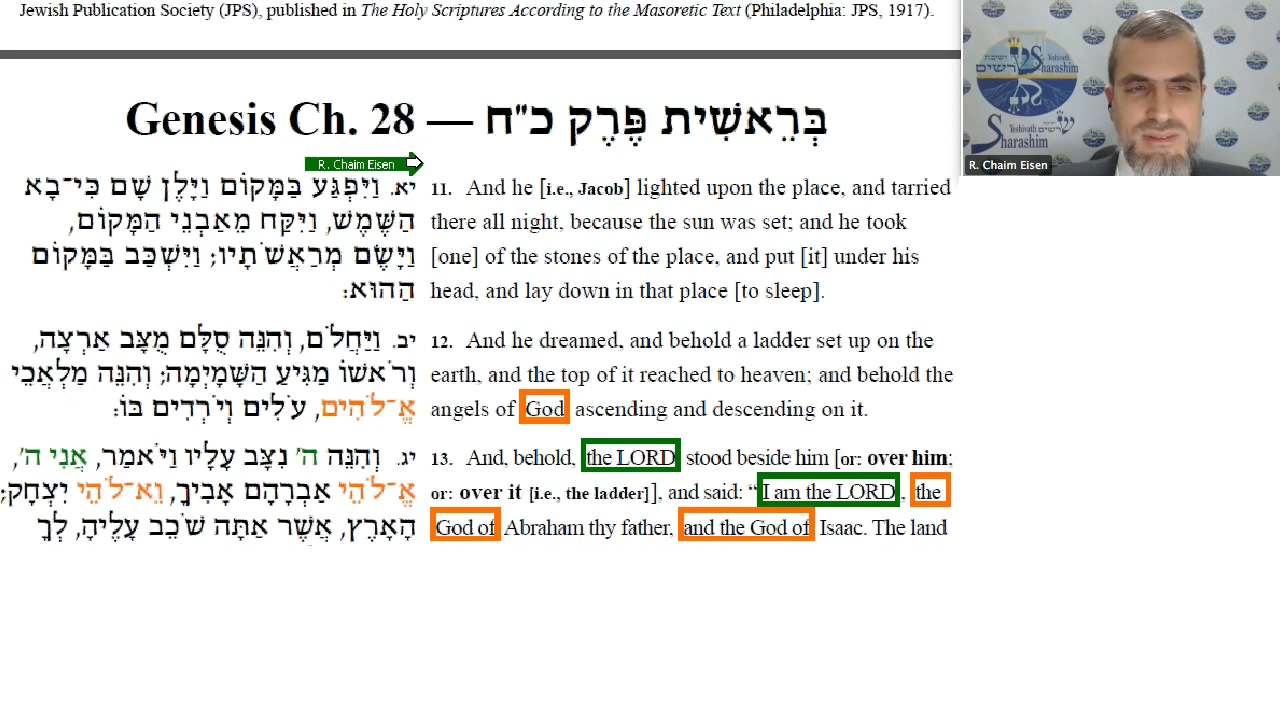 Jewish Publication Society (JPS), published in The Holy Scriptures According to the Masoretic Text (Philadelphia: JPS, 1917).
Genesis Ch. 28 — בְּרֵאשִׁית פֶּרֶק כ"ח
R. Chaim Eisen
יא. וַיִּפְגַּע בַּמָּקוֹם וַיָּלֶן שָׁם כִּי־בָא
הַשֶּׁמֶשׁ, וַיִּקַּח מֵאַבְנֵי הַמָּקוֹם,
וַיָּשֶׂם מְרַאֲשֹׁתָיו; וַיִּשְׁכַּב בַּמָּקוֹם
הַהוּא:
11. And he [i.e., Jacob] lighted upon the place, and tarried
there all night, because the sun was set; and he took
[one] of the stones of the place, and put [it] under his
head, and lay down in that place [to sleep].
יב. וַיַּחֲלֹם, וְהִנֵּה סֻלָּם מֻצָּב אַרְצָה,
וְרֹאשׁוֹ מַגִּיעַ הַשָּׁמָיְמָה; וְהִנֵּה מַלְאֲכֵי
אֱ־לֹהִים, עֹלִים וְיֹרְדִים בּוֹ:
12. And he dreamed, and behold a ladder set up on the
earth, and the top of it reached to heaven; and behold the
angels of God ascending and descending on it.
יג. וְהִנֵּה ה' נִצָּב עָלָיו וַיֹּאמַר, אֲנִי ה',
אֱ־לֹהֵי אַבְרָהָם אָבִיךָ, וֵא־לֹהֵי יִצְחָק;
הָאָרֶץ, אֲשֶׁר אַתָּה שֹׁכֵב עָלֶיהָ, לְךָ
13. And, behold, the LORD stood beside him [or: over him;
or: over it [i.e., the ladder]], and said: “I am the LORD, the
God of Abraham thy father, and the God of Isaac. The land
Yeshivath
Sharashim
R. Chaim Eisen